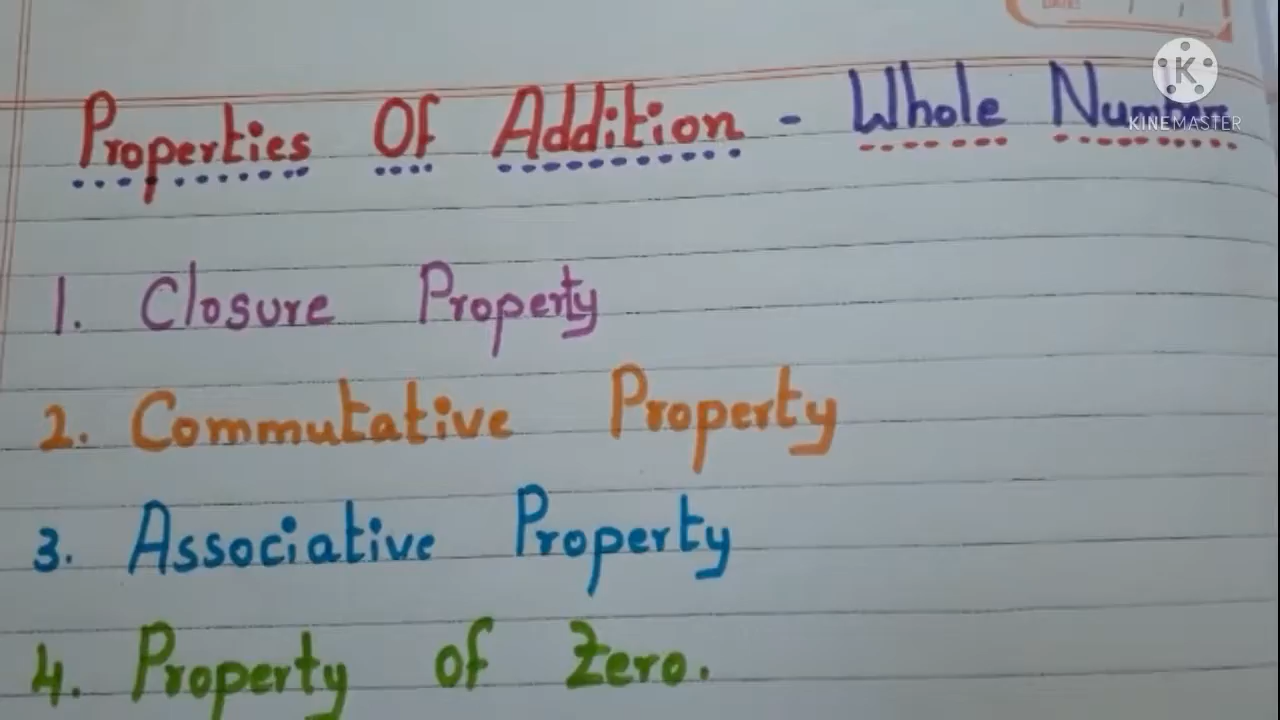 DATE:
Properties Of Addition - Whole Number
KINEMASTER
1. Closure Property
2. Commutative Property
3. Associative Property
4. Property of Zero.